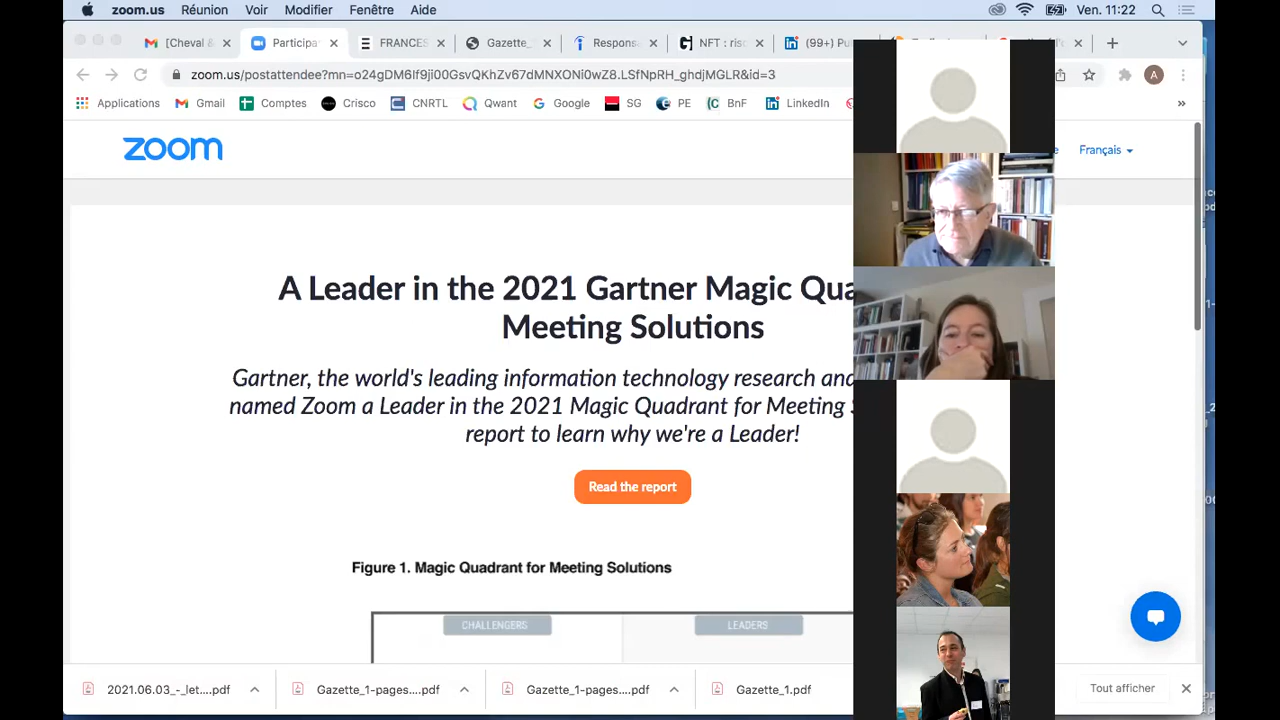 zoom.us Réunion Voir Modifier Fenêtre Aide Ven. 11:22
[Cheval & Participa FRANCES Gazette_ Respons NFT : ris (99+) Pu
zoom.us/postattendee?mn=o24gDM6If9ji00GsvQKhZv67dMNXONi0wZ8.LSfNpRH_ghdjMGLR&id=3 A
Applications Gmail Comptes Crisco CNRTL Qwant Google SG PE BnF LinkedIn »
zoom Français
A Leader in the 2021 Gartner Magic Qua
Meeting Solutions
Gartner, the world's leading information technology research and
named Zoom a Leader in the 2021 Magic Quadrant for Meeting S
report to learn why we're a Leader!
Read the report
Figure 1. Magic Quadrant for Meeting Solutions
CHALLENGERS LEADERS
2021.06.03_-_let....pdf Gazette_1-pages....pdf Gazette_1-pages....pdf Gazette_1.pdf Tout afficher